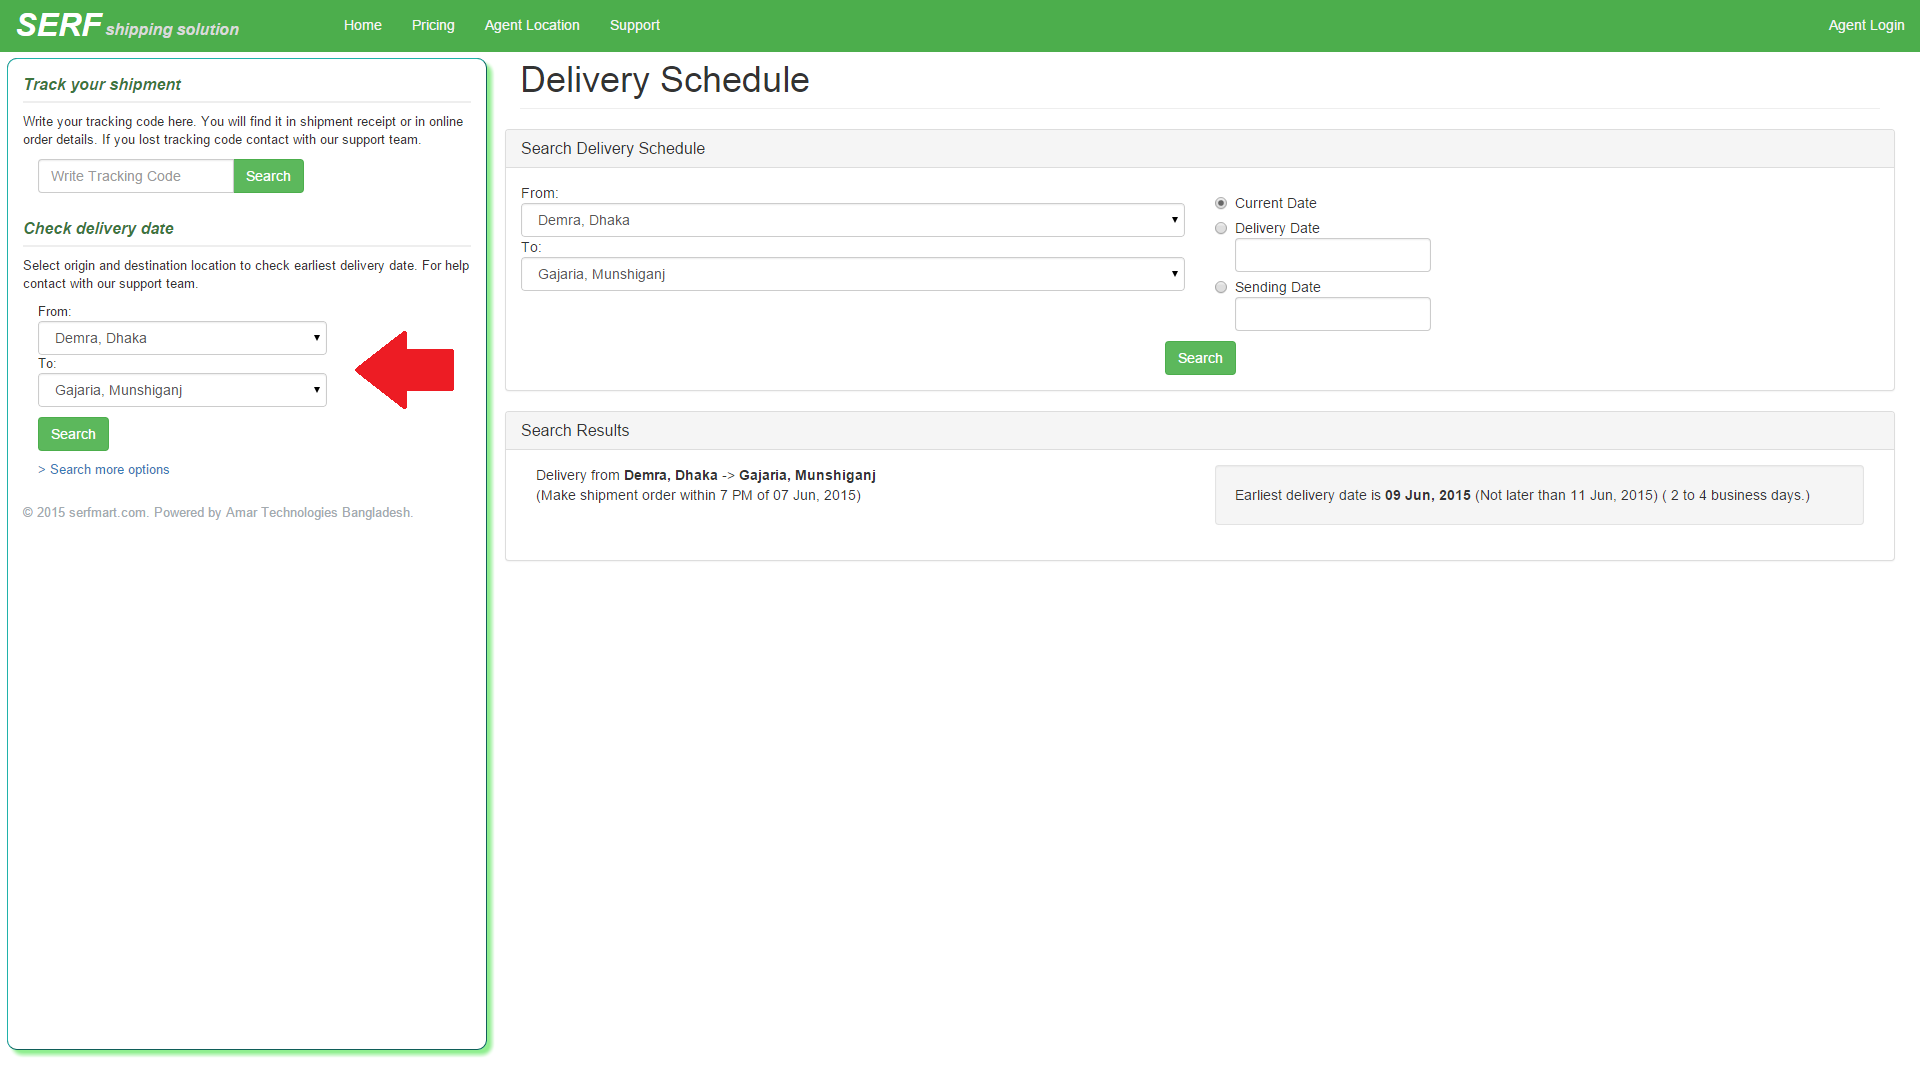 SERF shipping solution
Home
Pricing
Agent Location
Support
Agent Login
Track your shipment
Write your tracking code here. You will find it in shipment receipt or in online
order details. If you lost tracking code contact with our support team.
Write Tracking Code
Search
Check delivery date
Select origin and destination location to check earliest delivery date. For help
contact with our support team.
From:
Demra, Dhaka
To:
Gajaria, Munshiganj
Search
> Search more options
© 2015 serfmart.com. Powered by Amar Technologies Bangladesh.
Delivery Schedule
Search Delivery Schedule
From:
Demra, Dhaka
To:
Gajaria, Munshiganj
Current Date
Delivery Date
Sending Date
Search
Search Results
Delivery from Demra, Dhaka -> Gajaria, Munshiganj
(Make shipment order within 7 PM of 07 Jun, 2015)
Earliest delivery date is 09 Jun, 2015 (Not later than 11 Jun, 2015) ( 2 to 4 business days.)